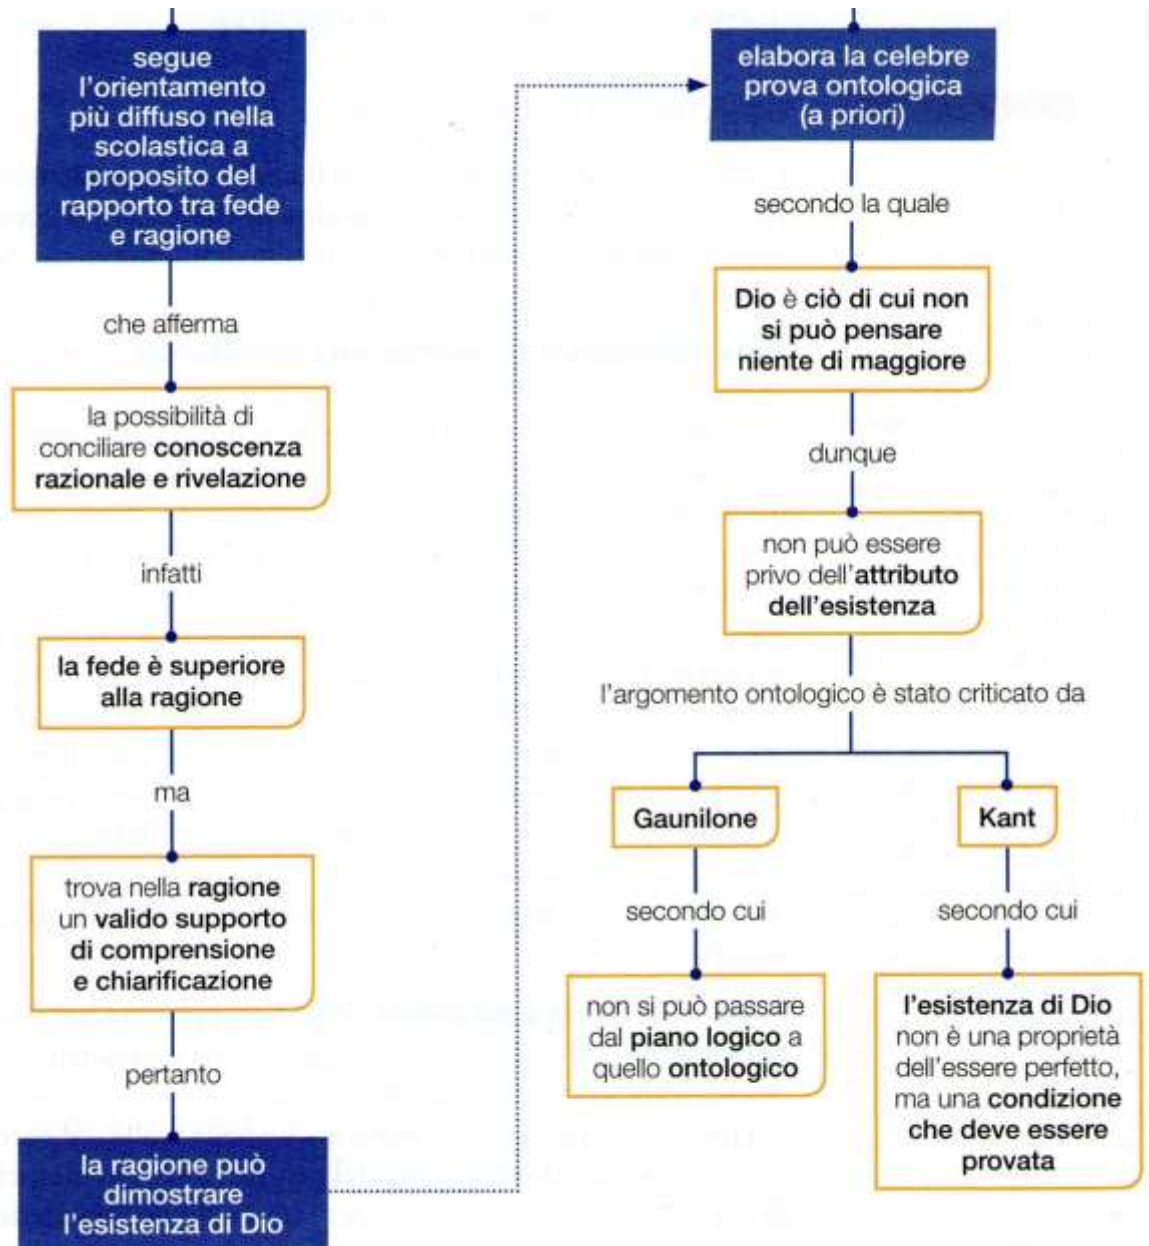 segue
l'orientamento
più diffuso nella
scolastica a
proposito del
rapporto tra fede
e ragione
che afferma
la possibilità di
conciliare conoscenza
razionale e rivelazione
infatti
la fede è superiore
alla ragione
ma
trova nella ragione
un valido supporto
di comprensione
e chiarificazione
pertanto
la ragione può
dimostrare
l'esistenza di Dio
elabora la celebre
prova ontologica
(a priori)
secondo la quale
Dio è ciò di cui non
si può pensare
niente di maggiore
dunque
non può essere
privo dell'attributo
dell'esistenza
l'argomento ontologico è stato criticato da
Gaunilone
secondo cui
non si può passare
dal piano logico a
quello ontologico
Kant
secondo cui
l'esistenza di Dio
non è una proprietà
dell'essere perfetto,
ma una condizione
che deve essere
provata